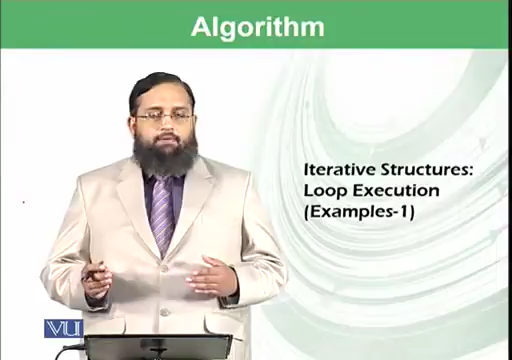 Algorithm
Iterative Structures:
Loop Execution
(Examples-1)
VU